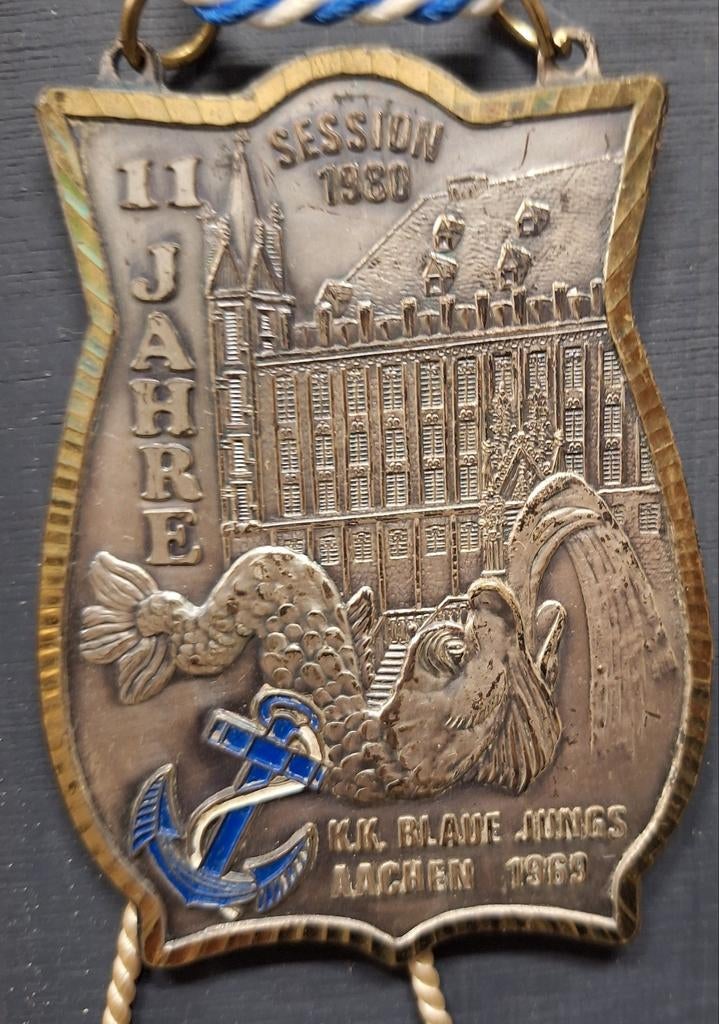 SESSION
1980
11
JAHRE
K.K. BLAUE JUNGS
AACHEN 1969